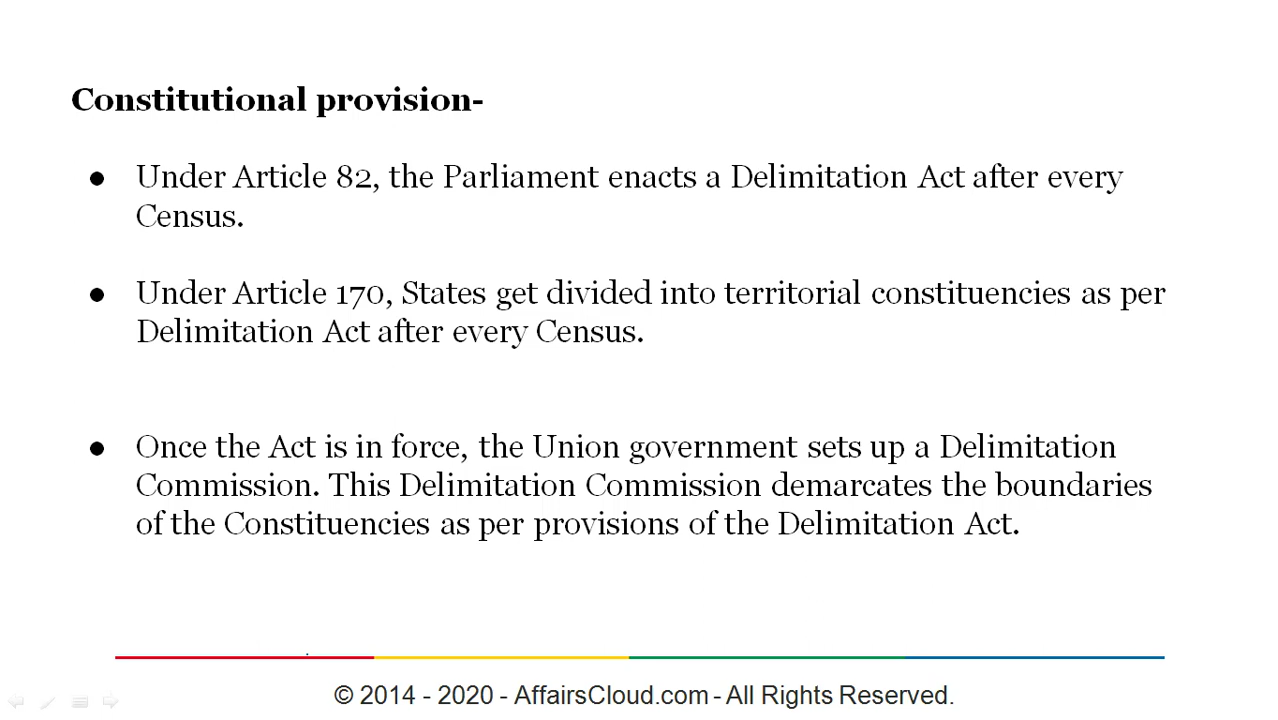 Constitutional provision-
● Under Article 82, the Parliament enacts a Delimitation Act after every
Census.
● Under Article 170, States get divided into territorial constituencies as per
Delimitation Act after every Census.
● Once the Act is in force, the Union government sets up a Delimitation
Commission. This Delimitation Commission demarcates the boundaries
of the Constituencies as per provisions of the Delimitation Act.
© 2014 - 2020 - AffairsCloud.com - All Rights Reserved.